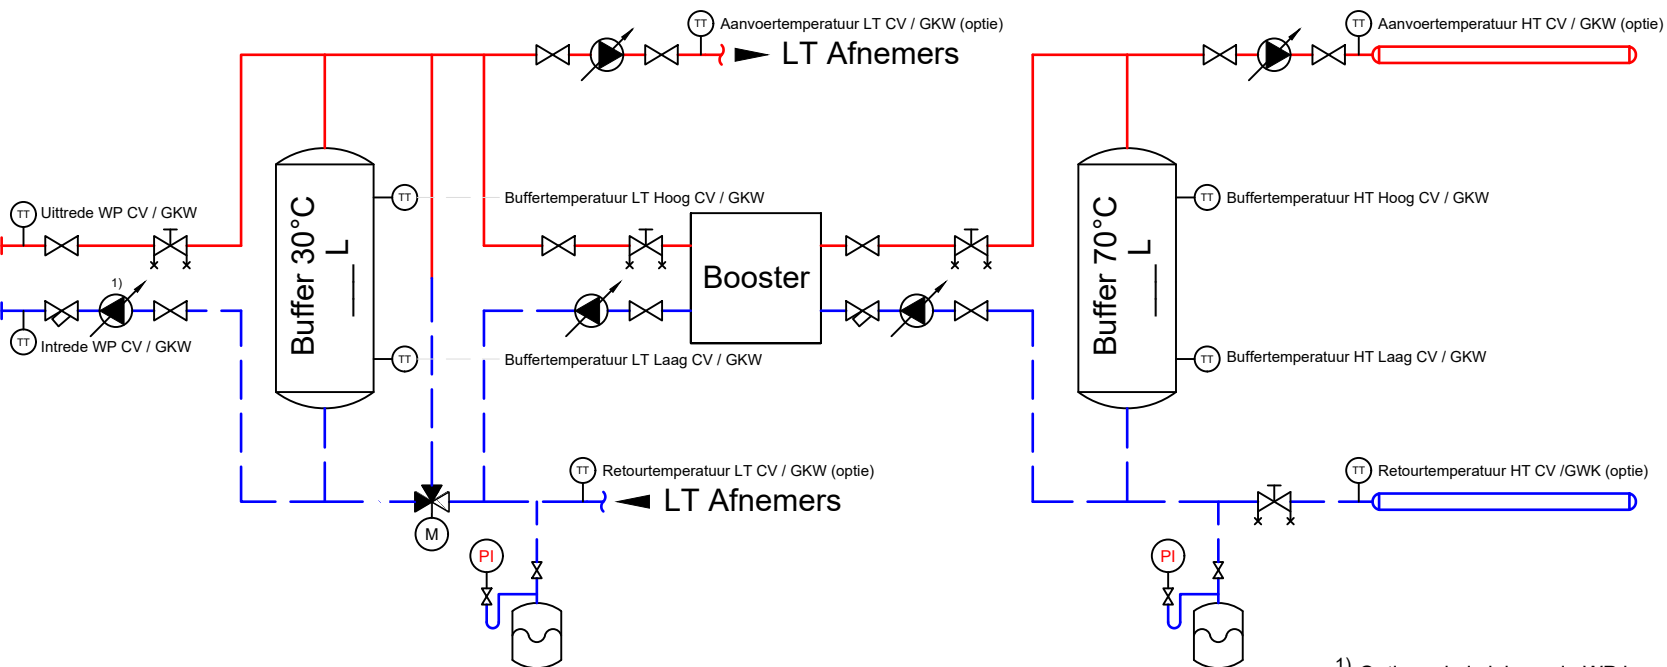 TT Aanvoertemperatuur LT CV / GKW (optie)
LT Afnemers
TT Aanvoertemperatuur HT CV / GKW (optie)
TT Uittrede WP CV / GKW
1)
TT Intrede WP CV / GKW
Buffer 30°C
L
TT Buffertemperatuur LT Hoog CV / GKW
TT Buffertemperatuur LT Laag CV / GKW
Booster
Buffer 70°C
L
TT Buffertemperatuur HT Hoog CV / GKW
TT Buffertemperatuur HT Laag CV / GKW
M
TT Retourtemperatuur LT CV / GKW (optie)
LT Afnemers
TT Retourtemperatuur HT CV /GWK (optie)
PI
PI
1)